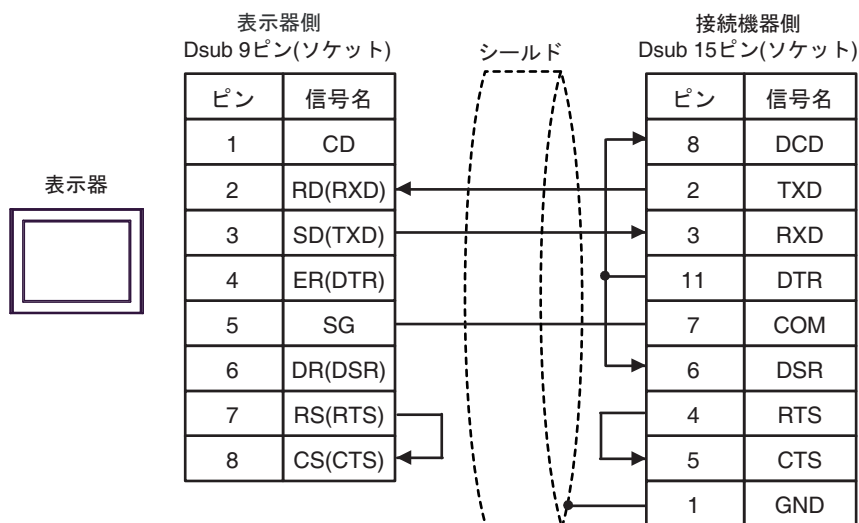 表示器側
Dsub 9ピン(ソケット)
シールド
接続機器側
Dsub 15ピン(ソケット)
表示器
ピン 信号名
1 CD
2 RD(RXD)
3 SD(TXD)
4 ER(DTR)
5 SG
6 DR(DSR)
7 RS(RTS)
8 CS(CTS)
ピン 信号名
8 DCD
2 TXD
3 RXD
11 DTR
7 COM
6 DSR
4 RTS
5 CTS
1 GND